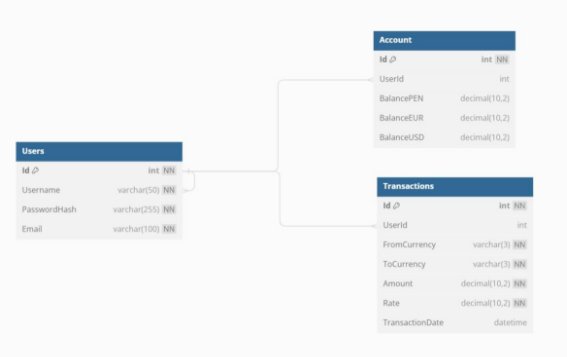 Account
Id int NN
UserId int
BalancePEN decimal(10,2)
BalanceEUR decimal(10,2)
BalanceUSD decimal(10,2)
Users
Id int NN
Username varchar(50) NN
PasswordHash varchar(255) NN
Email varchar(100) NN
Transactions
Id int NN
UserId int
FromCurrency varchar(3) NN
ToCurrency varchar(3) NN
Amount decimal(10,2) NN
Rate decimal(10,2) NN
TransactionDate datetime